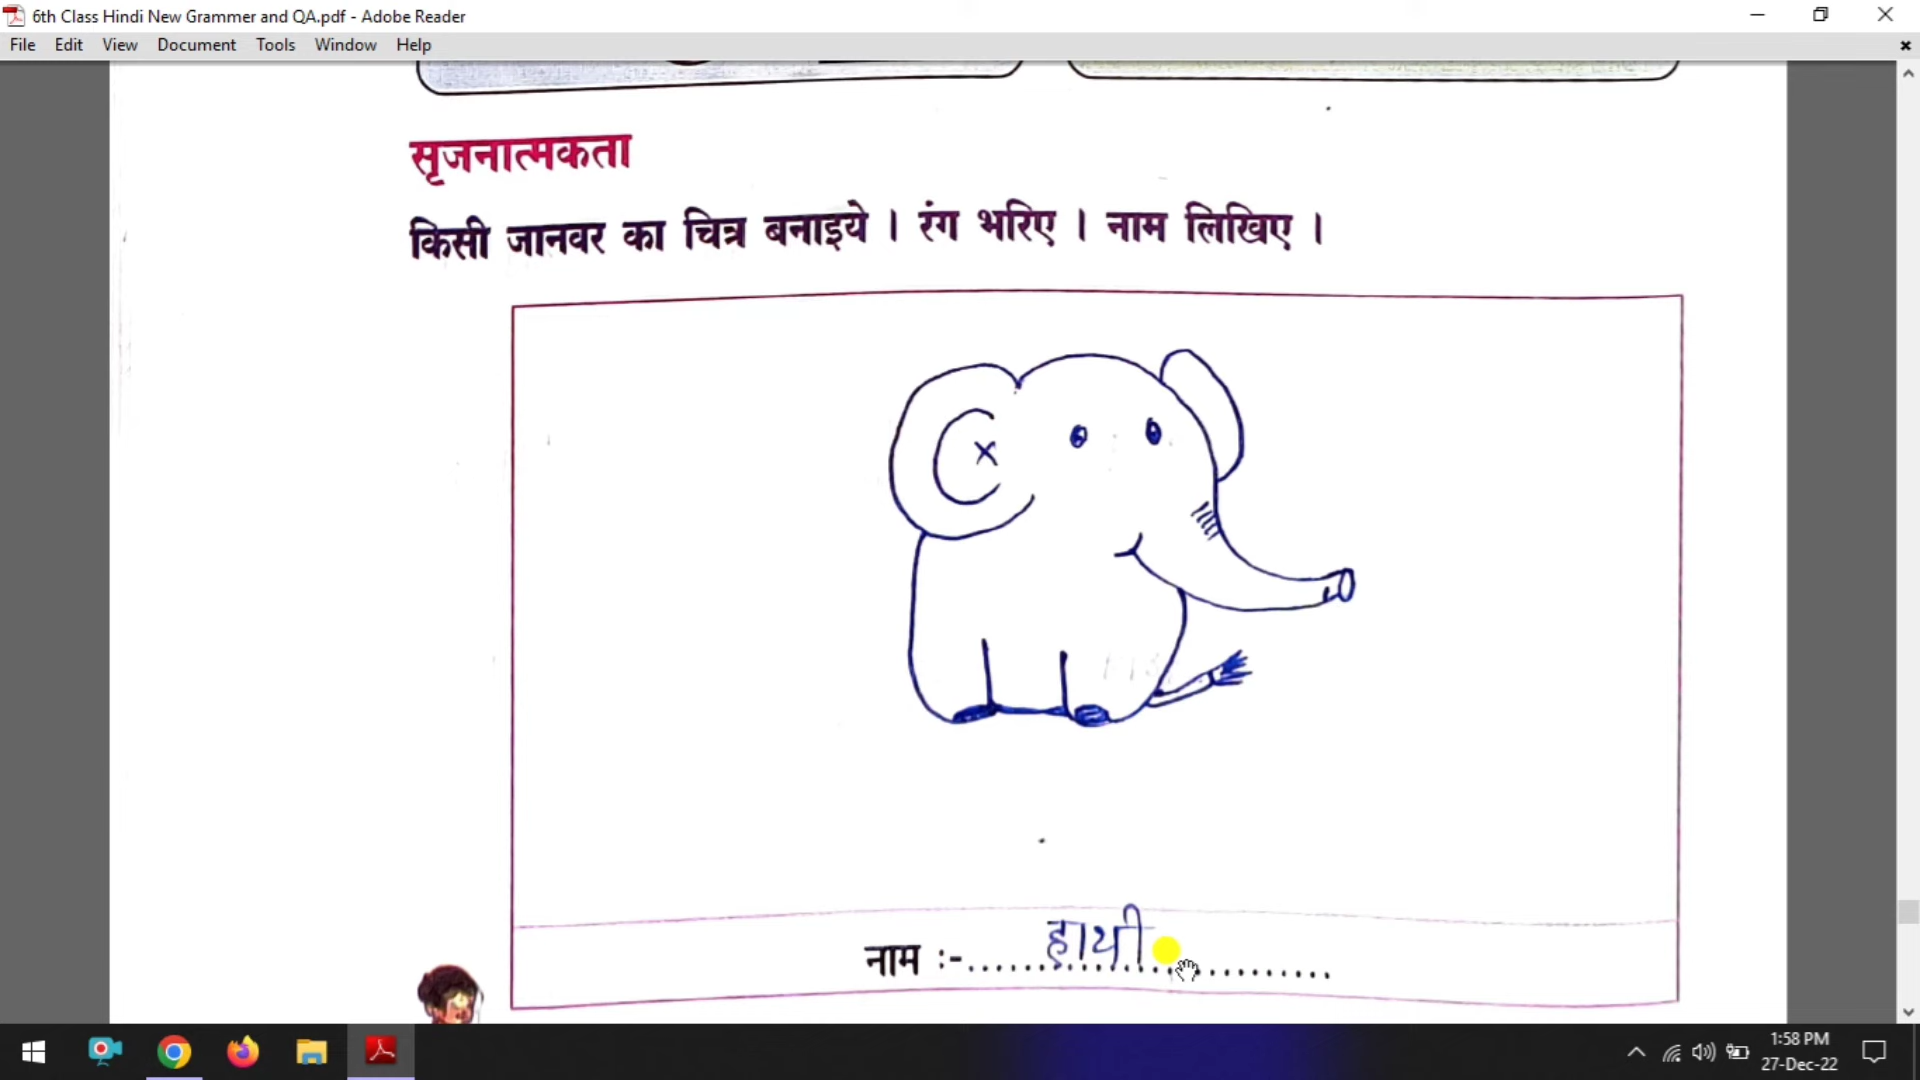 6th Class Hindi New Grammer and QA.pdf - Adobe Reader
File Edit View Document Tools Window Help
सृजनात्मकता
किसी जानवर का चित्र बनाइये । रंग भरिए । नाम लिखिए ।
नाम :-..... हाथी ..........
1:58 PM
27-Dec-22